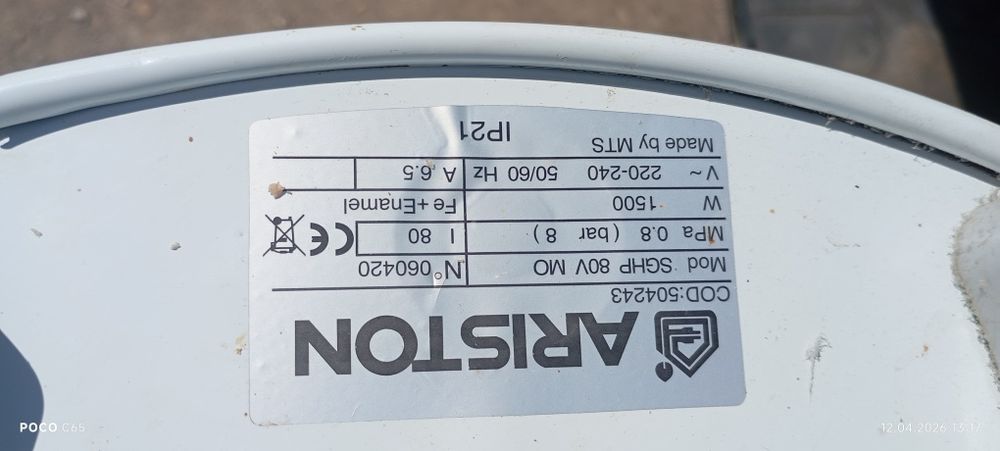 ARISTON
COD:504243
Mod SGHP 80V MO N° 060420
MPa 0.8 ( bar 8 ) l 80 CE
W 1500 Fe+Enamel
V~ 220-240 50/60 Hz A 6.5
Made by MTS IP21
POCO C65
12.04.2026 13:17